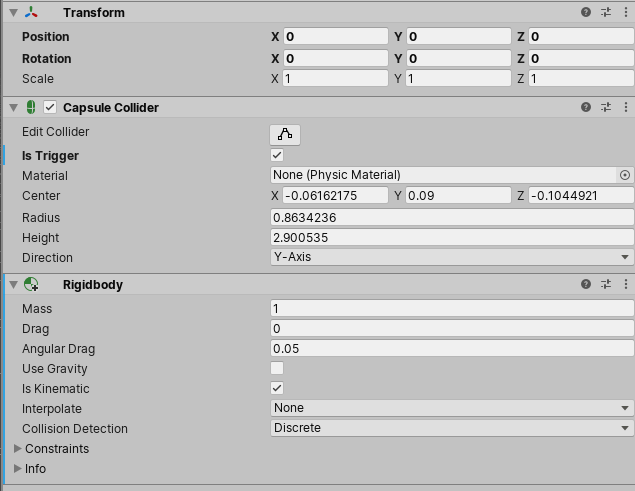 Transform
Position X 0 Y 0 Z 0
Rotation X 0 Y 0 Z 0
Scale X 1 Y 1 Z 1
Capsule Collider
Edit Collider
Is Trigger
Material None (Physic Material)
Center X -0.06162175 Y 0.09 Z -0.1044921
Radius 0.8634236
Height 2.900535
Direction Y-Axis
Rigidbody
Mass 1
Drag 0
Angular Drag 0.05
Use Gravity
Is Kinematic
Interpolate None
Collision Detection Discrete
Constraints
Info